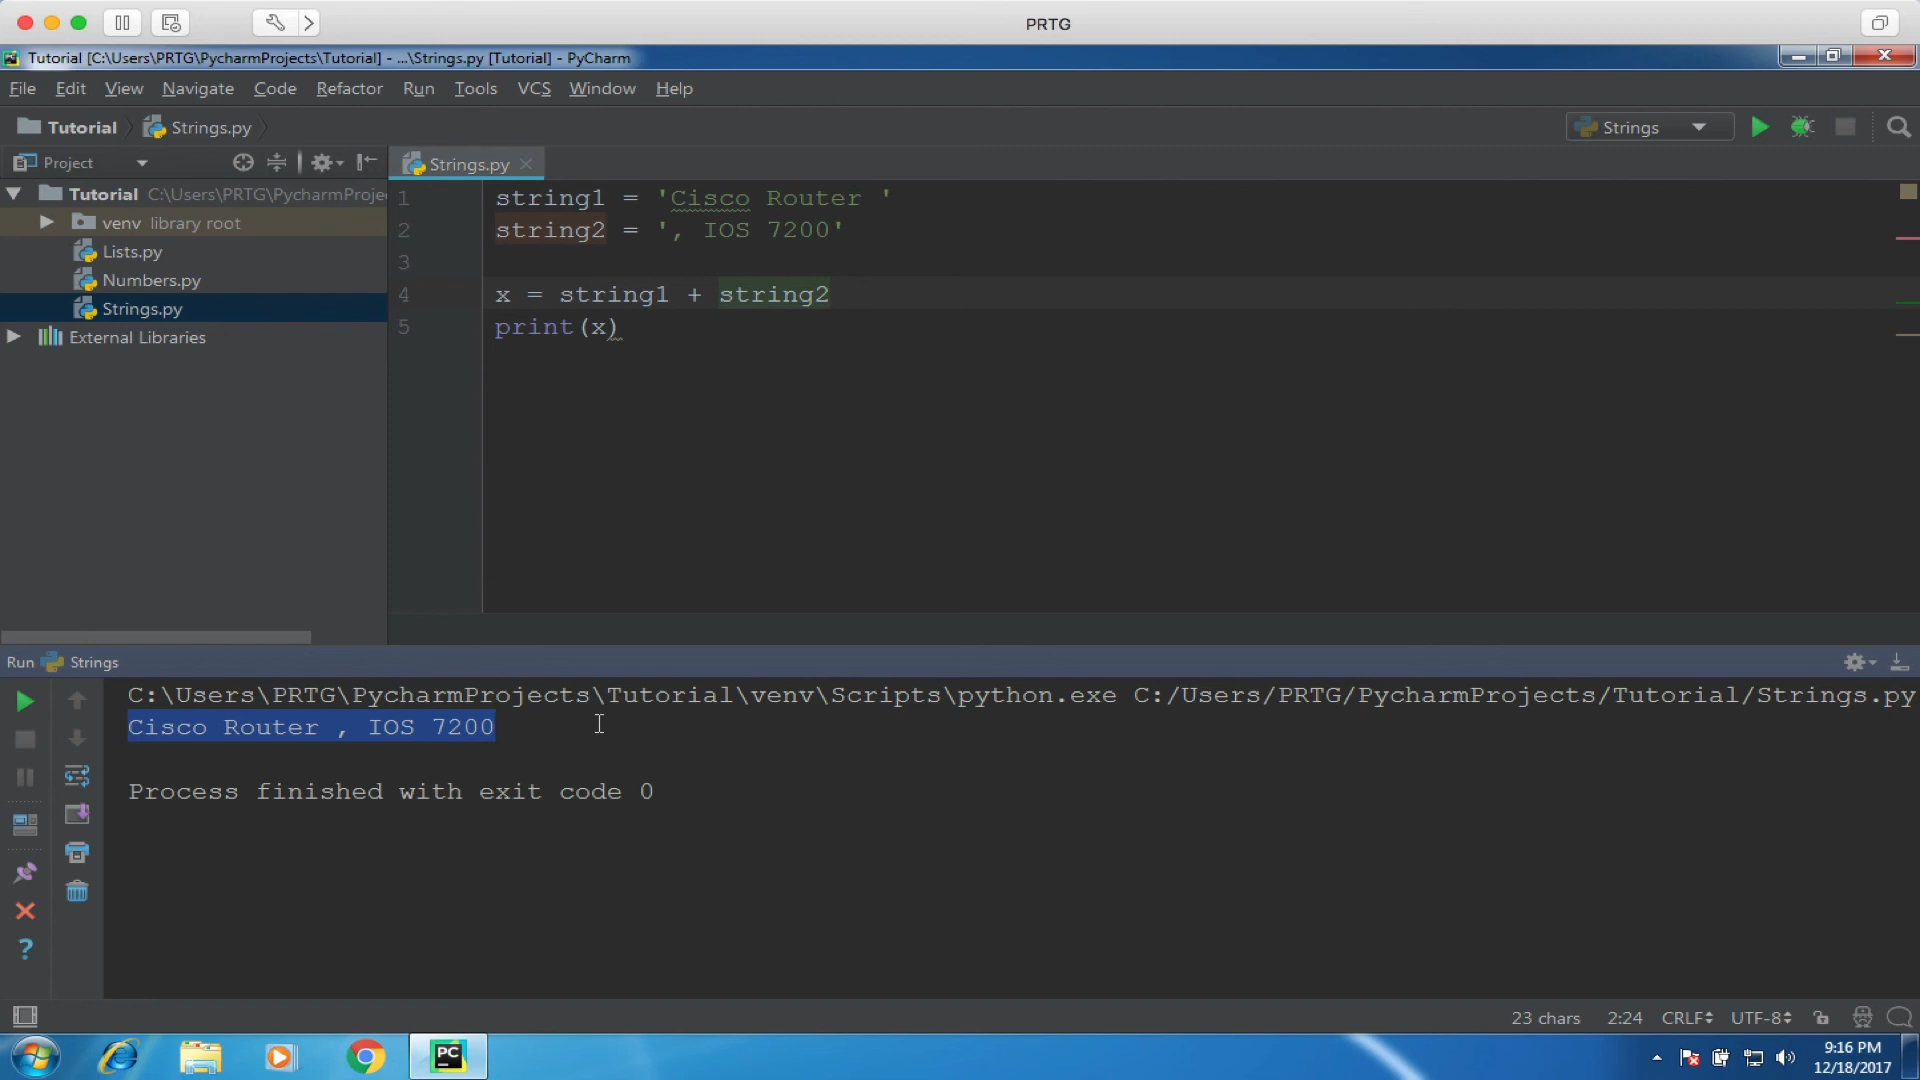 PRTG
Tutorial [C:\Users\PRTG\PycharmProjects\Tutorial] - ...\Strings.py [Tutorial] - PyCharm
File Edit View Navigate Code Refactor Run Tools VCS Window Help
Tutorial Strings.py Strings
Project Strings.py
Tutorial C:\Users\PRTG\PycharmProje
venv library root
Lists.py
Numbers.py
Strings.py
External Libraries
1 string1 = 'Cisco Router '
2 string2 = ', IOS 7200'
3
4 x = string1 + string2
5 print(x)
Run Strings
C:\Users\PRTG\PycharmProjects\Tutorial\venv\Scripts\python.exe C:/Users/PRTG/PycharmProjects/Tutorial/Strings.py
Cisco Router , IOS 7200
Process finished with exit code 0
?
23 chars 2:24 CRLF UTF-8
PC
9:16 PM
12/18/2017